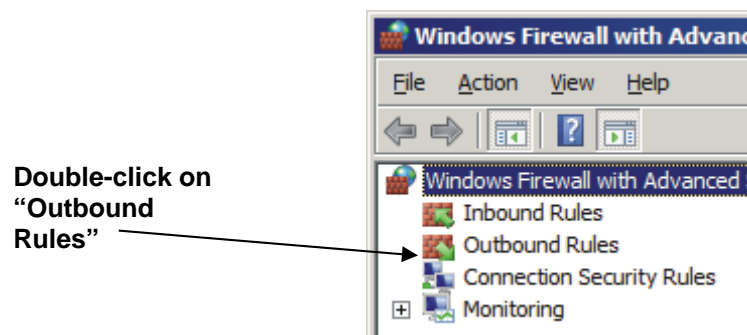 Windows Firewall with Advanc
File Action View Help
Windows Firewall with Advanced
Double-click on
“Outbound
Rules”
Inbound Rules
Outbound Rules
Connection Security Rules
Monitoring